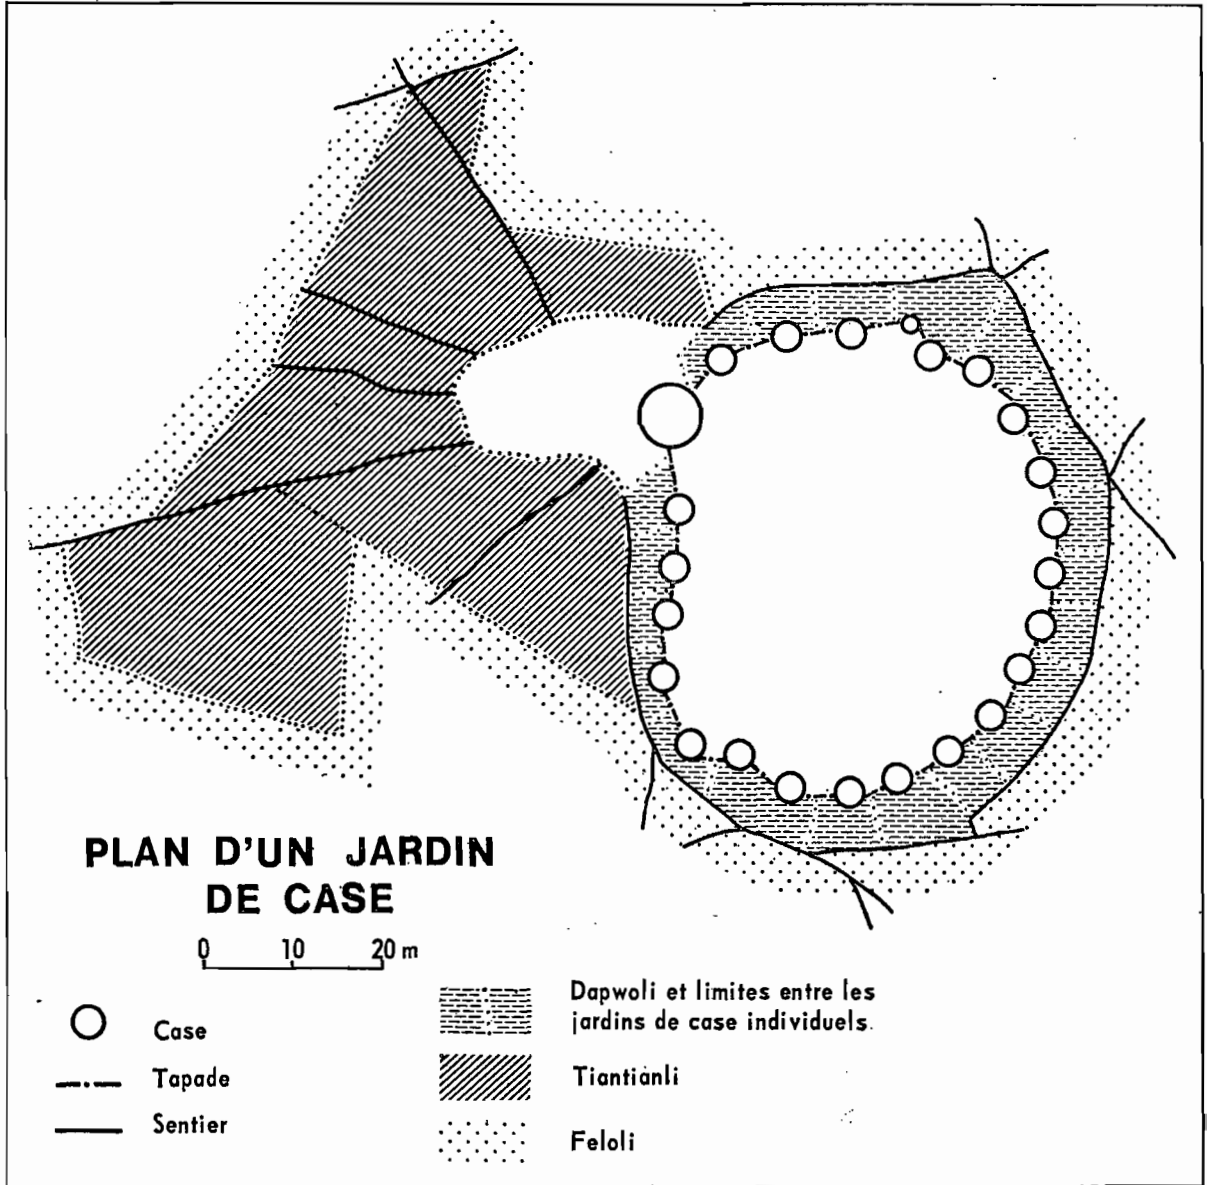 PLAN D'UN JARDIN
DE CASE
0 10 20 m
Case
Tapade
Sentier
Dapwoli et limites entre les
jardins de case individuels.
Tiantianli
Feloli